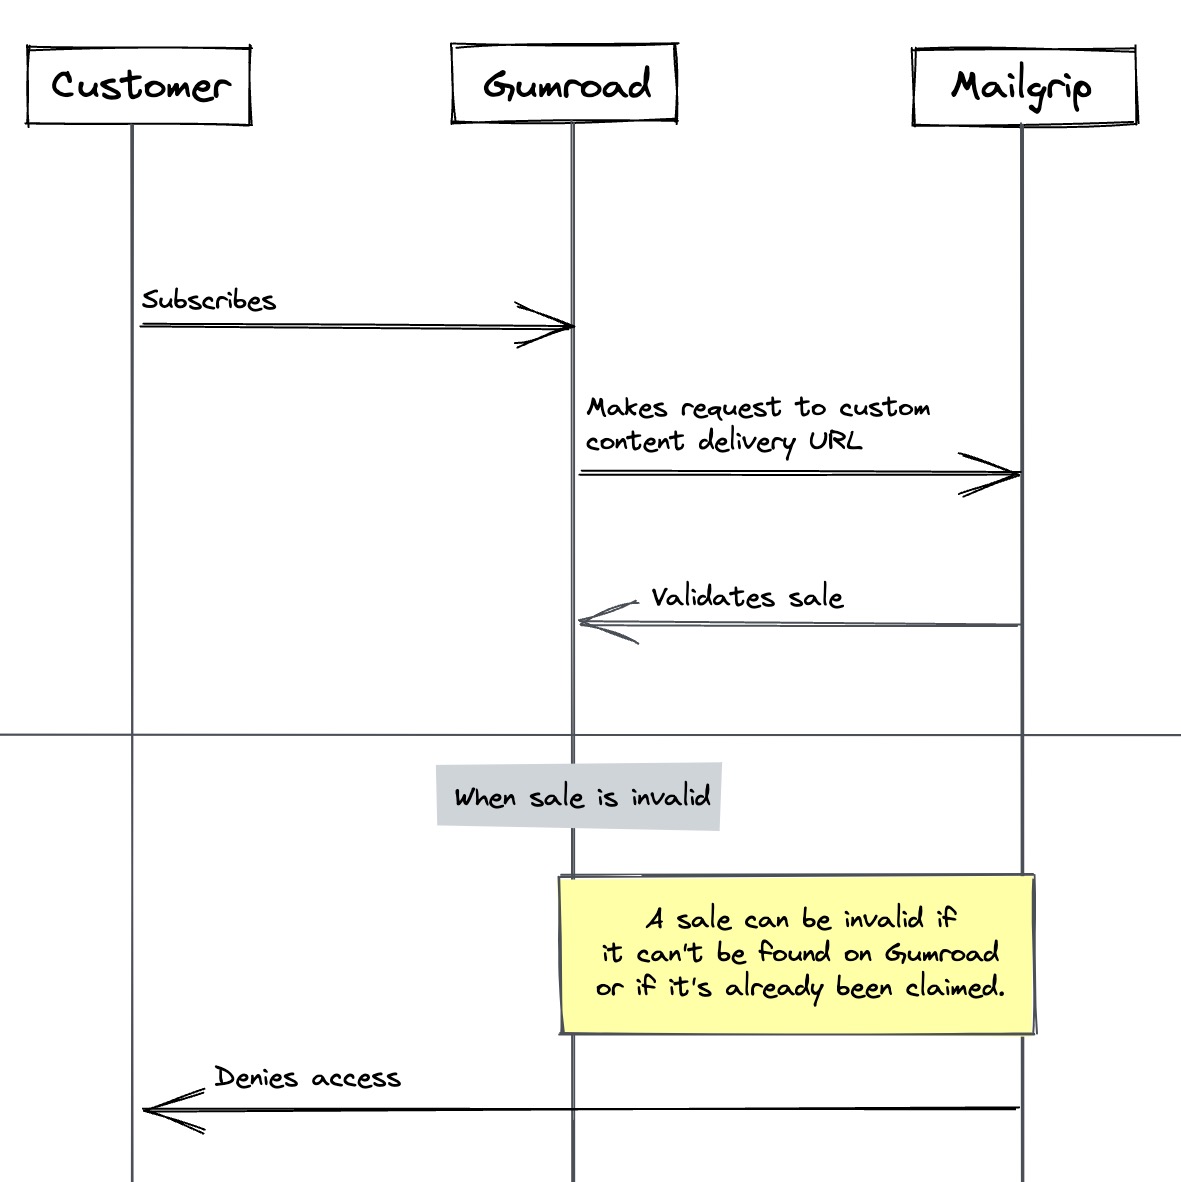 Customer
Gumroad
Mailgrip
Subscribes
Makes request to custom
content delivery URL
Validates sale
When sale is invalid
A sale can be invalid if
it can't be found on Gumroad
or if it's already been claimed.
Denies access